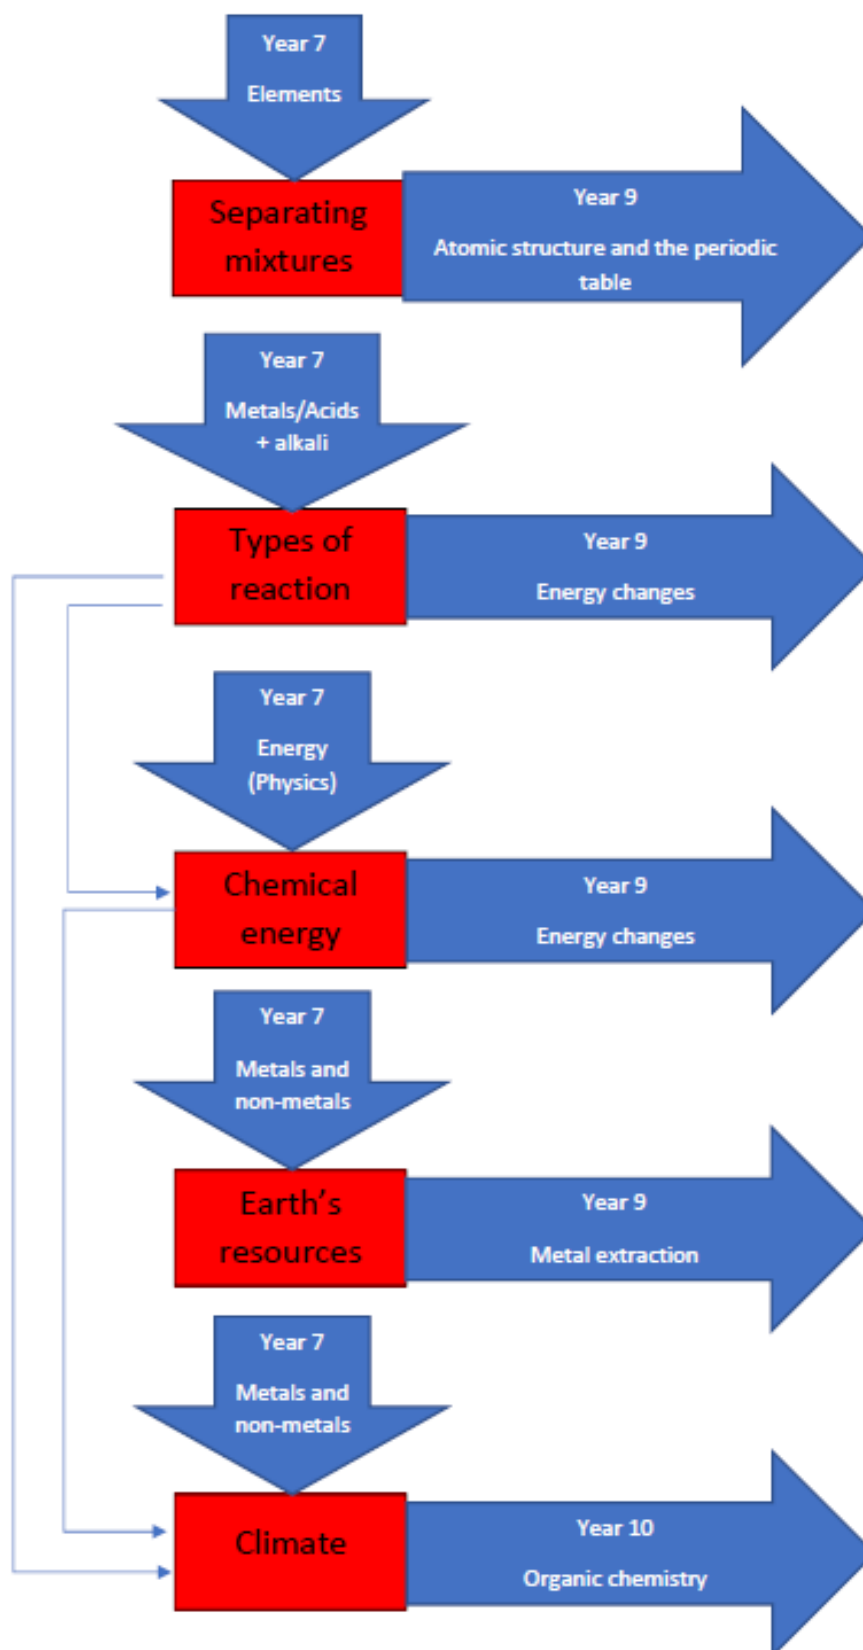 Year 7
Elements
Separating
mixtures
Year 9
Atomic structure and the periodic
table
Year 7
Metals/Acids
+ alkali
Types of
reaction
Year 9
Energy changes
Year 7
Energy
(Physics)
Chemical
energy
Year 9
Energy changes
Year 7
Metals and
non-metals
Earth’s
resources
Year 9
Metal extraction
Year 7
Metals and
non-metals
Climate
Year 10
Organic chemistry